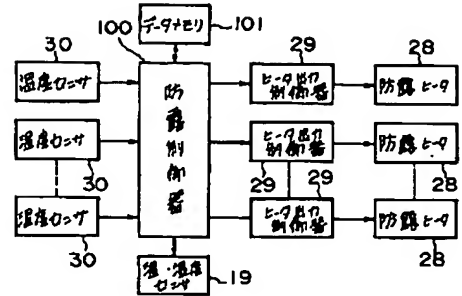 100
データメモリ
101
30
温度センサ
防露制御器
29
ヒータ出力
制御器
28
防露ヒータ
温度センサ
30
ヒータ出力
制御器
29
防露ヒータ
28
29
温度センサ
30
ヒータ出力
制御器
防露ヒータ
28
温・湿度
センサ
19